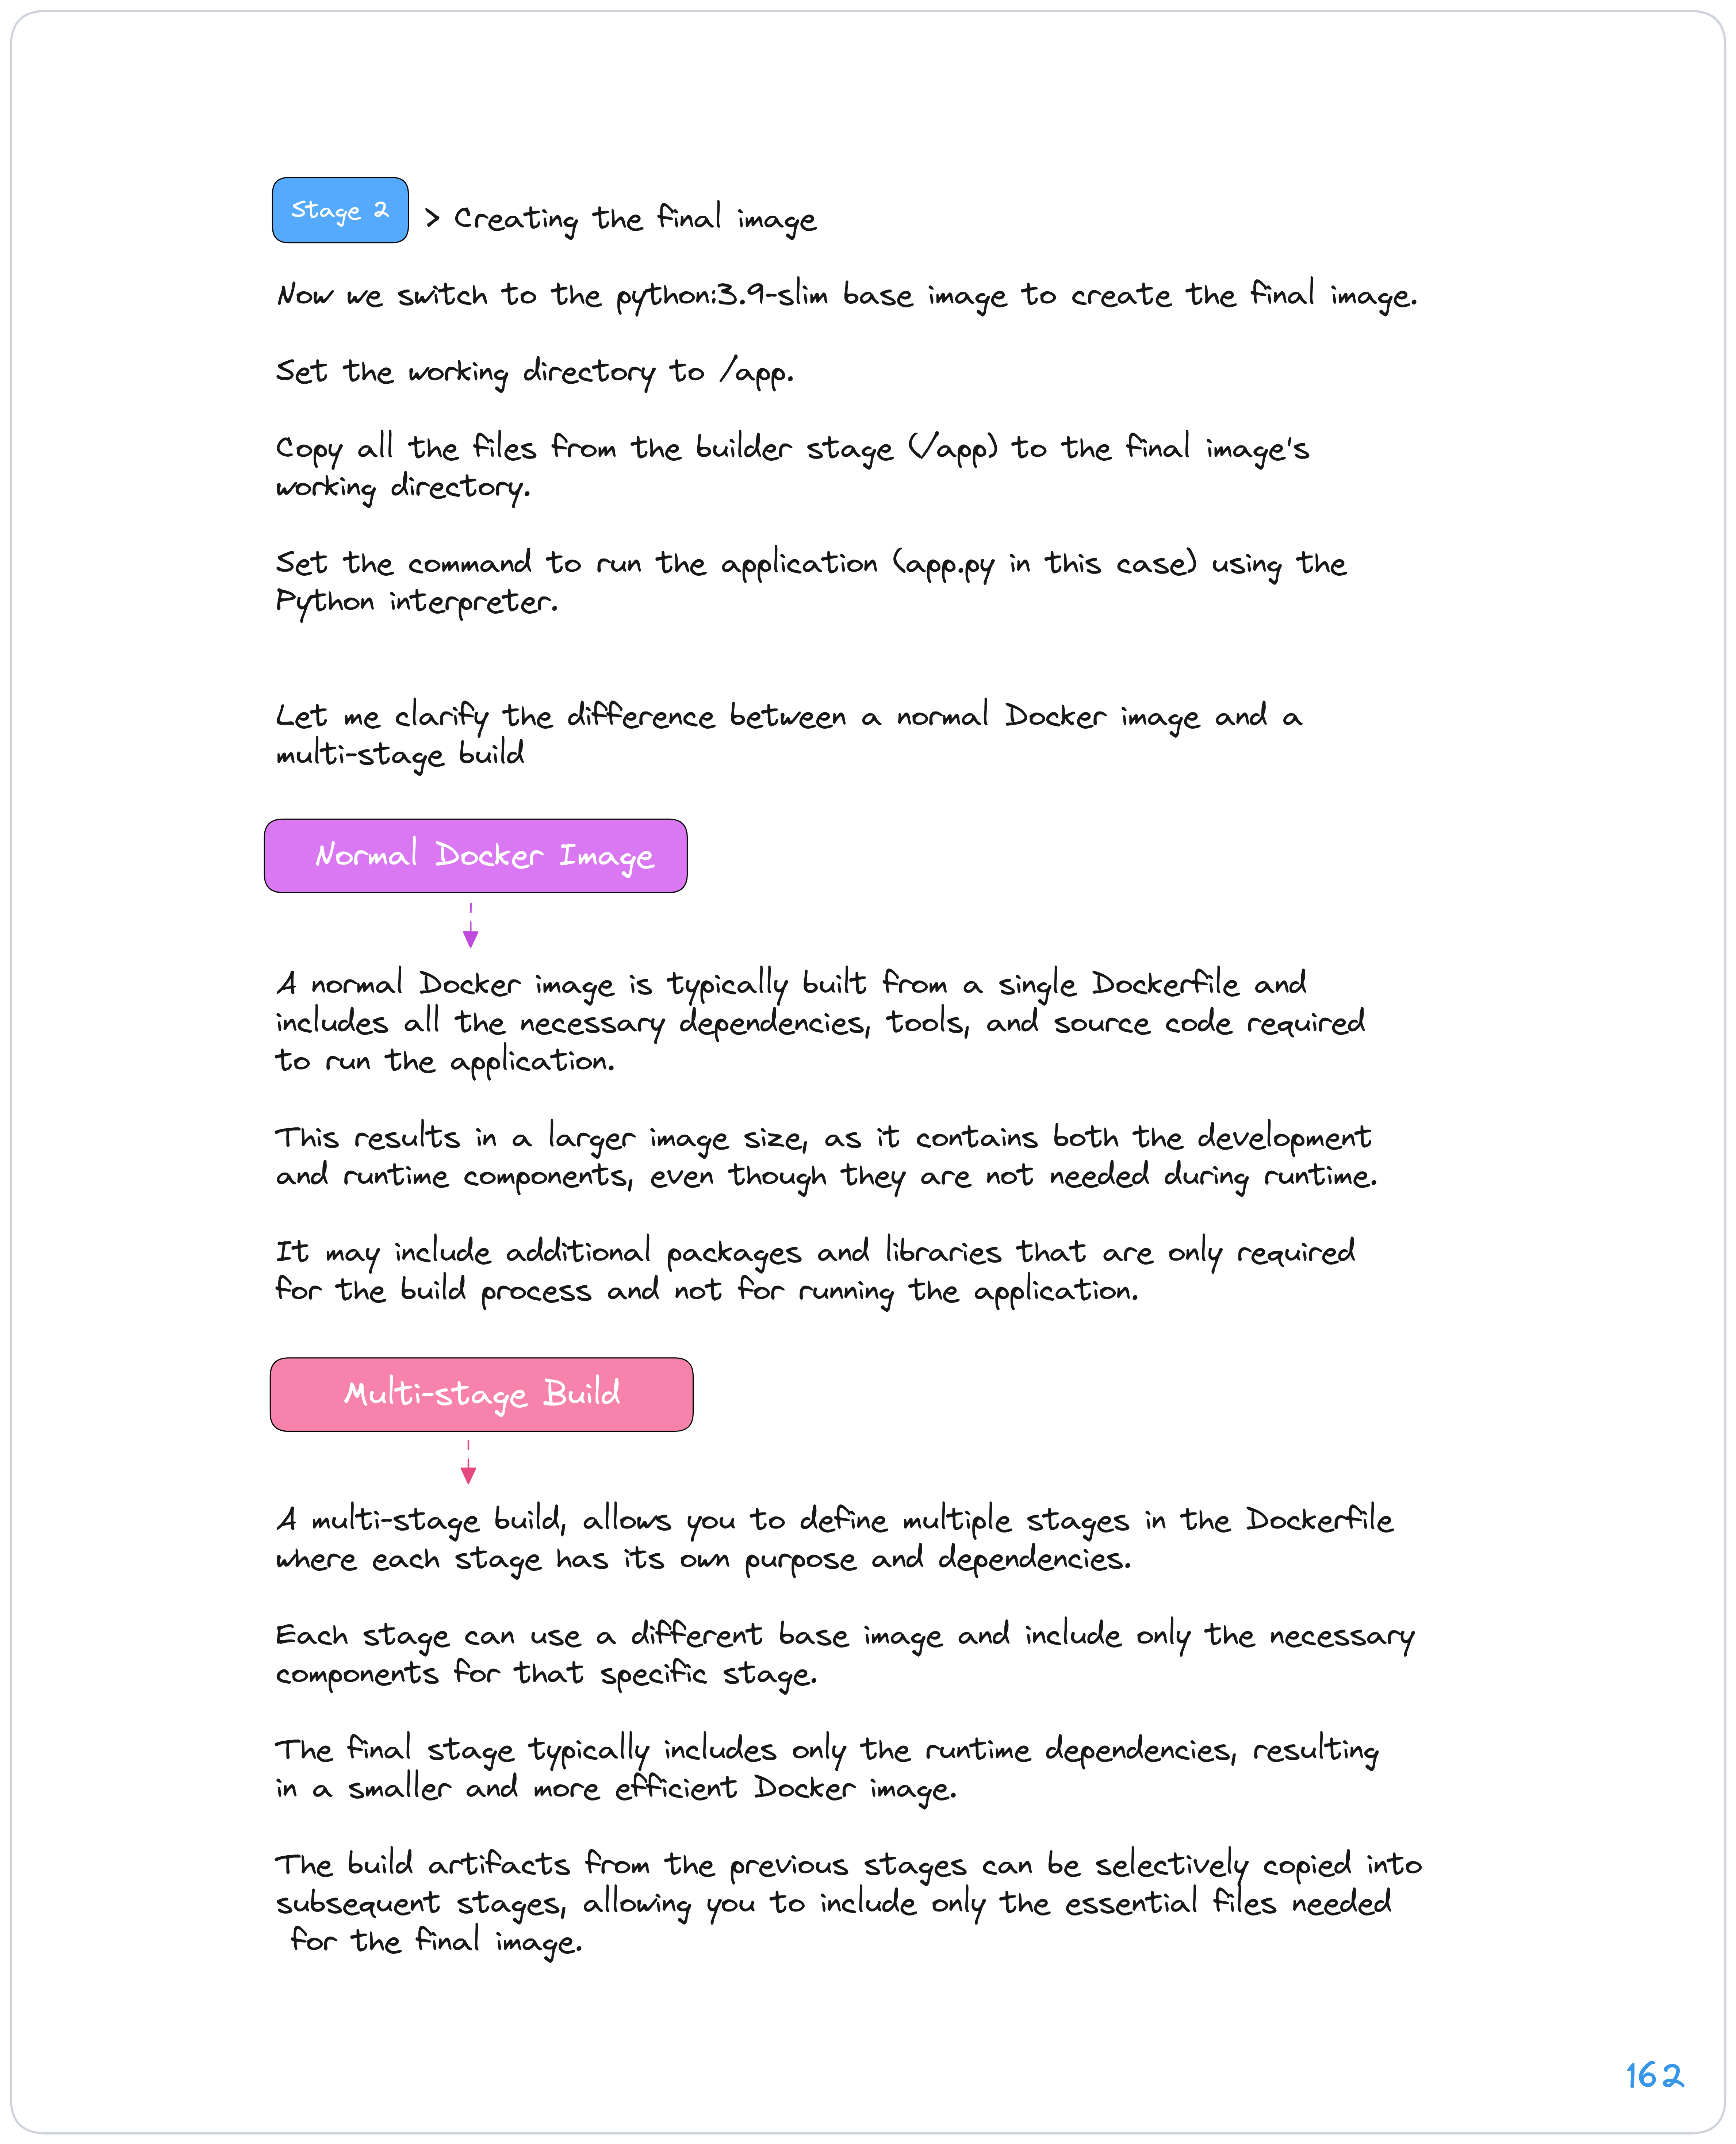 Stage 2
> Creating the final image
Now we switch to the python:3.9-slim base image to create the final image.
Set the working directory to /app.
Copy all the files from the builder stage (/app) to the final image's
working directory.
Set the command to run the application (app.py in this case) using the
Python interpreter.
Let me clarify the difference between a normal Docker image and a
multi-stage build
Normal Docker Image
A normal Docker image is typically built from a single Dockerfile and
includes all the necessary dependencies, tools, and source code required
to run the application.
This results in a larger image size, as it contains both the development
and runtime components, even though they are not needed during runtime.
It may include additional packages and libraries that are only required
for the build process and not for running the application.
Multi-stage Build
A multi-stage build, allows you to define multiple stages in the Dockerfile
where each stage has its own purpose and dependencies.
Each stage can use a different base image and include only the necessary
components for that specific stage.
The final stage typically includes only the runtime dependencies, resulting
in a smaller and more efficient Docker image.
The build artifacts from the previous stages can be selectively copied into
subsequent stages, allowing you to include only the essential files needed
for the final image.
162